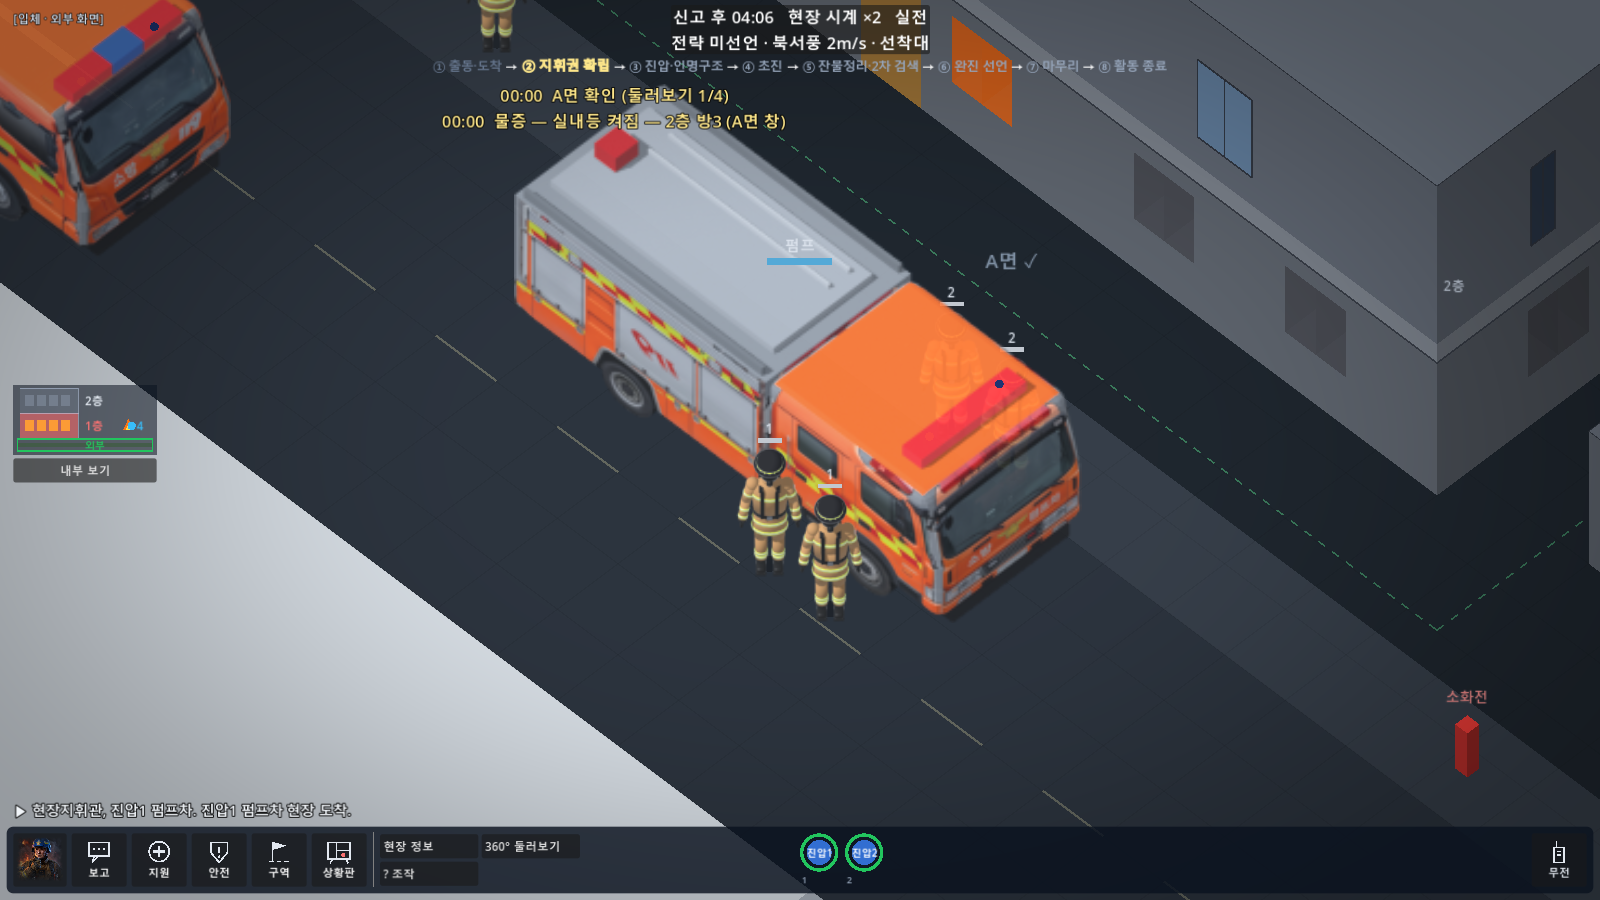 [입체 · 외부 화면]
신고 후 04:06 현장 시계 ×2 실전
전략 미선언 · 북서풍 2m/s · 선착대
① 출동·도착 → ② 지휘권 확립 → ③ 진압·인명구조 → ④ 초진 → ⑤ 잔불정리·2차 검색 → ⑥ 완진 선언 → ⑦ 마무리 → ⑧ 활동 종료
00:00 A면 확인 (둘러보기 1/4)
00:00 물증 — 실내등 켜짐 — 2층 방3 (A면 창)
119
소방
펌프
A면 ✓
2
2
2층
1
1
119
소방
2층
1층 4
외부
내부 보기
소화전
▶ 현장지휘관, 진압1 펌프차. 진압1 펌프차 현장 도착.
보고
지원
안전
구역
상황판
현장 정보
360° 둘러보기
? 조작
진압1
진압2
1
2
무전